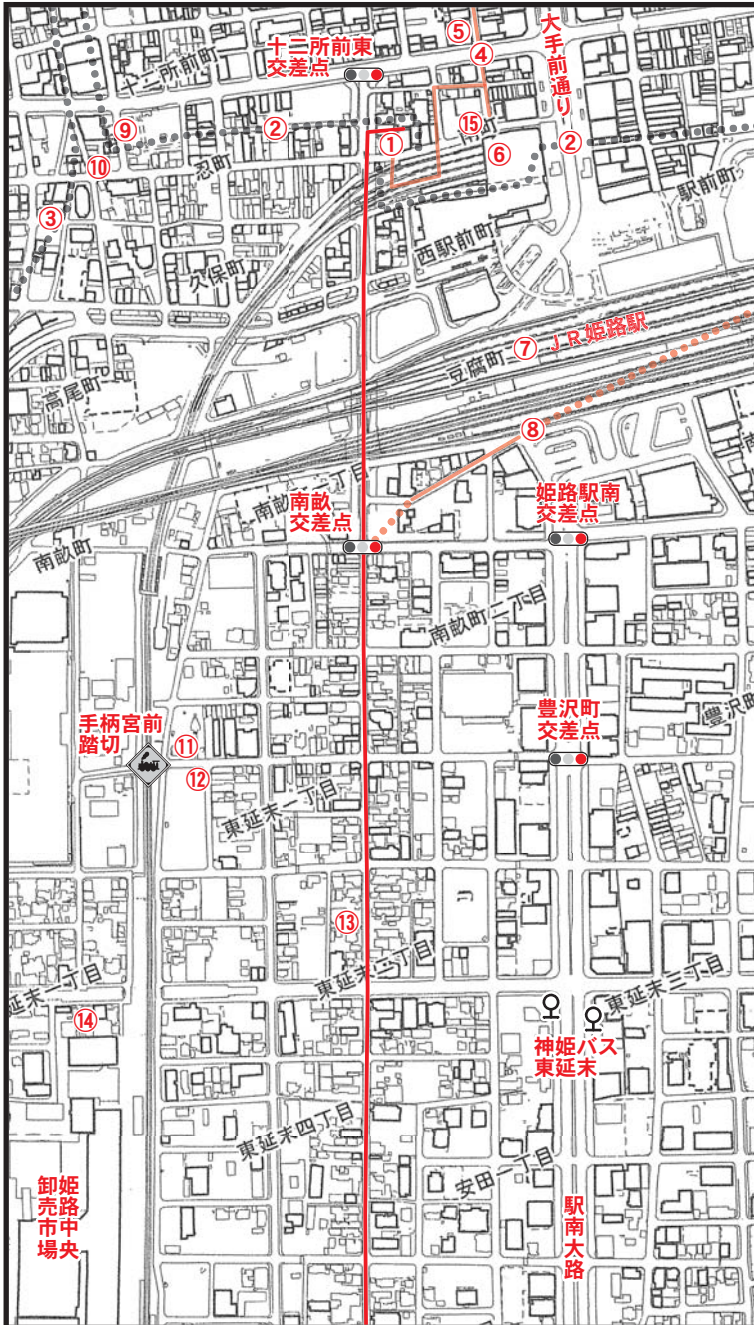 十二所前町
⑤
④
大手前通り
十二所前東
交差点
⑨
②
①
⑮
⑥
②
⑩
忍町
③
駅前町
西駅前町
久保町
⑦
JR姫路駅
豆腐町
高尾町
⑧
南畝
交差点
姫路駅南
交差点
南畝町
南畝町二丁目
手柄宮前
踏切
⑪
⑫
豊沢町
交差点
豊沢町
東延末一丁目
⑬
東延末二丁目
延末一丁目
⑭
東延末三丁目
神姫バス
東延末
東延末四丁目
安田一丁目
姫路中央
卸売市場
駅南大路